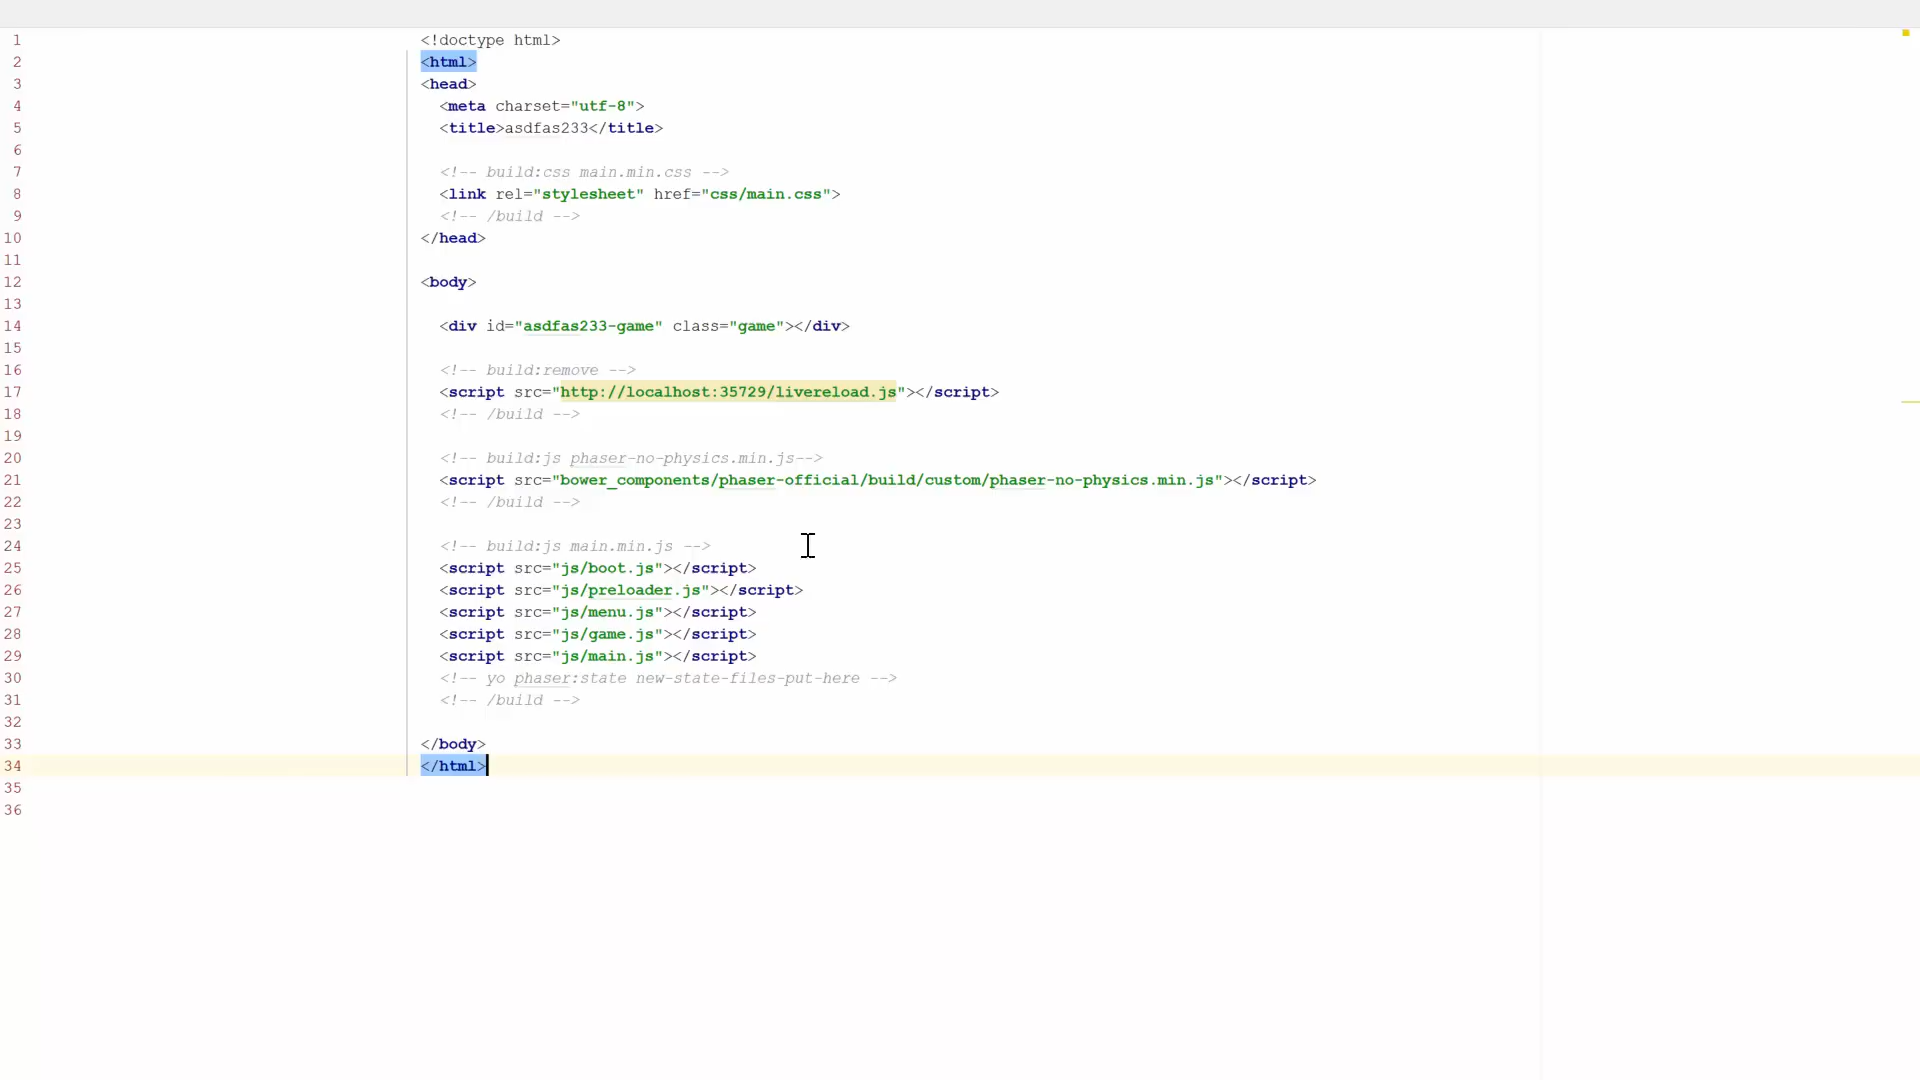 1 <!doctype html>
2 <html>
3 <head>
4   <meta charset="utf-8">
5   <title>asdfas233</title>
6
7   <!-- build:css main.min.css -->
8   <link rel="stylesheet" href="css/main.css">
9   <!-- /build -->
10 </head>
11
12 <body>
13
14   <div id="asdfas233-game" class="game"></div>
15
16   <!-- build:remove -->
17   <script src="http://localhost:35729/livereload.js"></script>
18   <!-- /build -->
19
20   <!-- build:js phaser-no-physics.min.js-->
21   <script src="bower_components/phaser-official/build/custom/phaser-no-physics.min.js"></script>
22   <!-- /build -->
23
24   <!-- build:js main.min.js -->
25   <script src="js/boot.js"></script>
26   <script src="js/preloader.js"></script>
27   <script src="js/menu.js"></script>
28   <script src="js/game.js"></script>
29   <script src="js/main.js"></script>
30   <!-- yo phaser:state new-state-files-put-here -->
31   <!-- /build -->
32
33 </body>
34 </html>
35
36